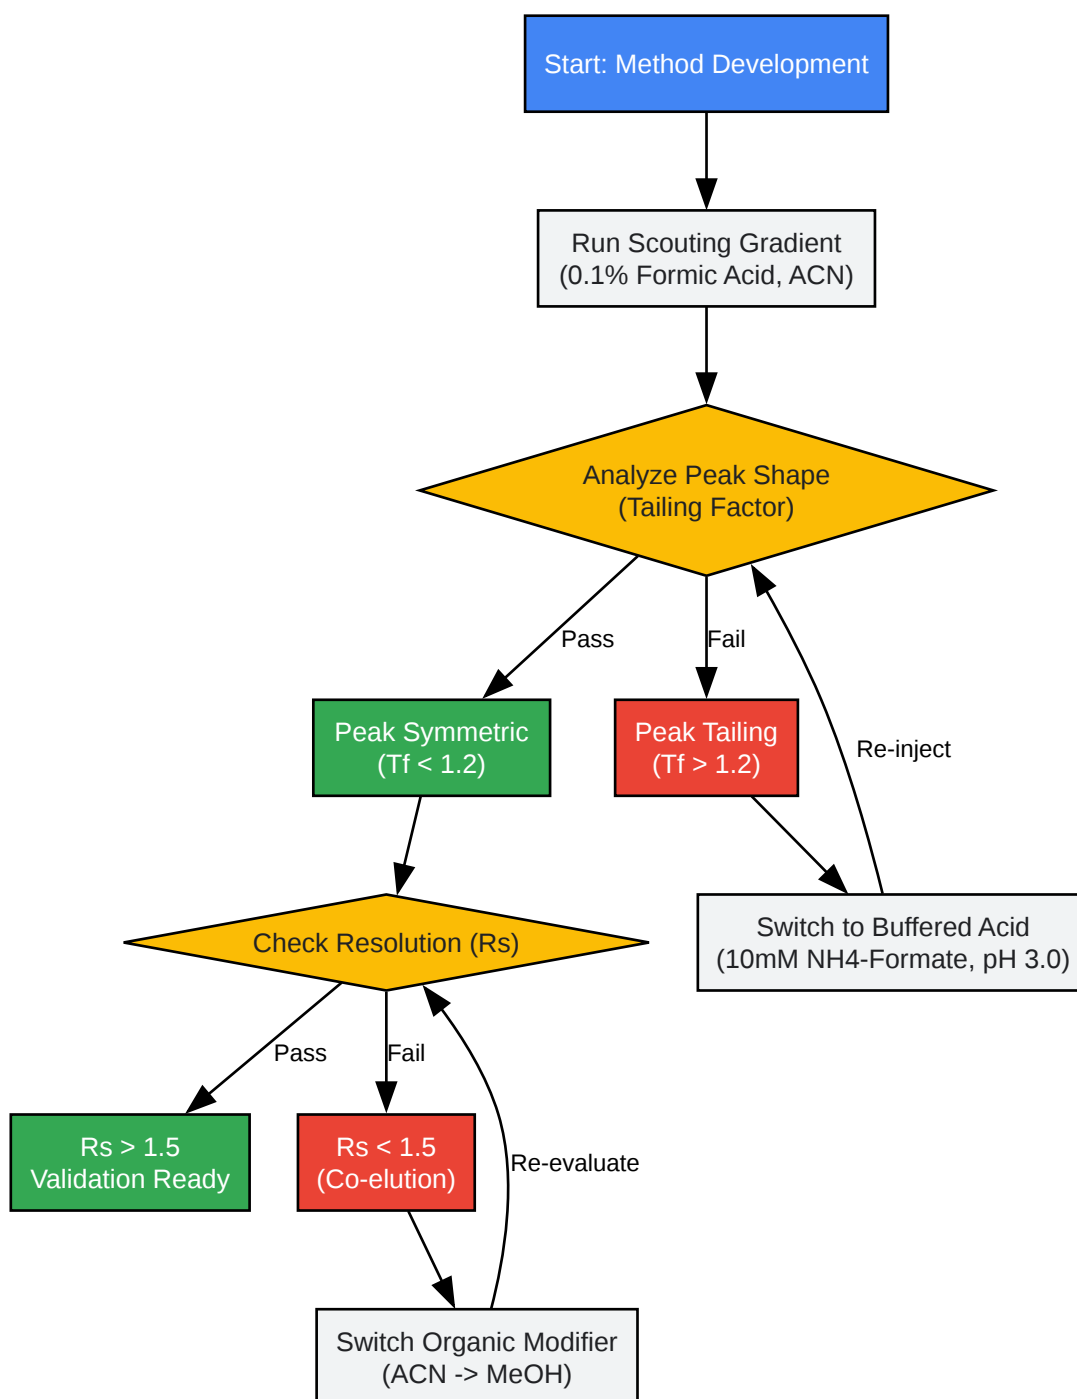 Start: Method Development
Run Scouting Gradient
(0.1% Formic Acid, ACN)
Analyze Peak Shape
(Tailing Factor)
Pass
Fail
Peak Symmetric
(Tf < 1.2)
Peak Tailing
(Tf > 1.2)
Re-inject
Check Resolution (Rs)
Switch to Buffered Acid
(10mM NH4-Formate, pH 3.0)
Pass
Fail
Rs > 1.5
Validation Ready
Rs < 1.5
(Co-elution)
Re-evaluate
Switch Organic Modifier
(ACN -> MeOH)